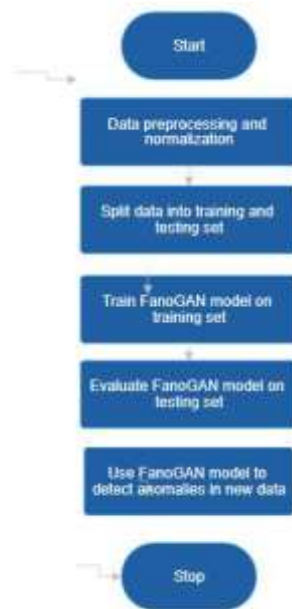 Start
Data preprocessing and
normalization
Split data into training and
testing set
Train FanoGAN model on
training set
Evaluate FanoGAN model on
testing set
Use FanoGAN model to
detect anomalies in new data
Stop